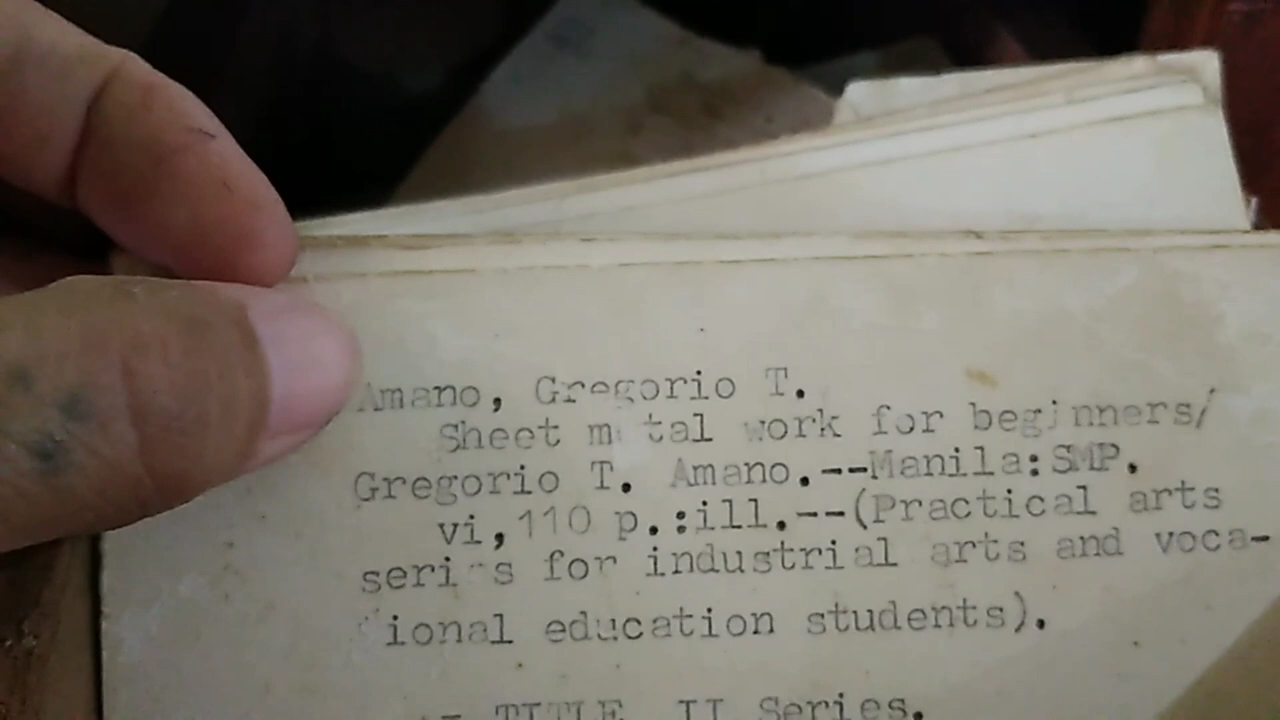 Amano, Gregorio T.
Sheet metal work for beginners/
Gregorio T. Amano.--Manila:SMP.
vi,110 p.:ill.--(Practical arts
series for industrial arts and voca-
ional education students).
- TITLE II Series.